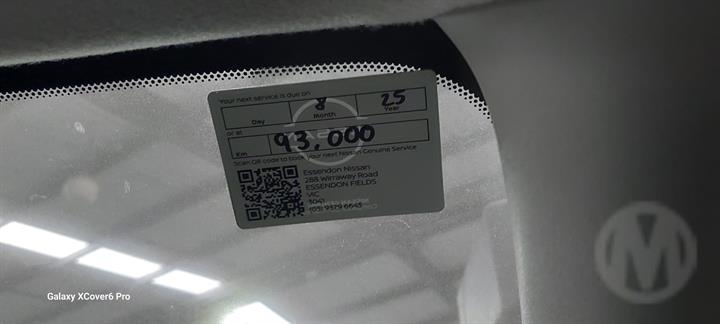 Your next service is due on
8 25
Day Month Year
or at
Km 93,000
Scan QR code to book your next Nissan Genuine Service
Essendon Nissan
288 Wirraway Road
ESSENDON FIELDS
VIC
3041
(03) 9379 6645
Galaxy XCover6 Pro
M